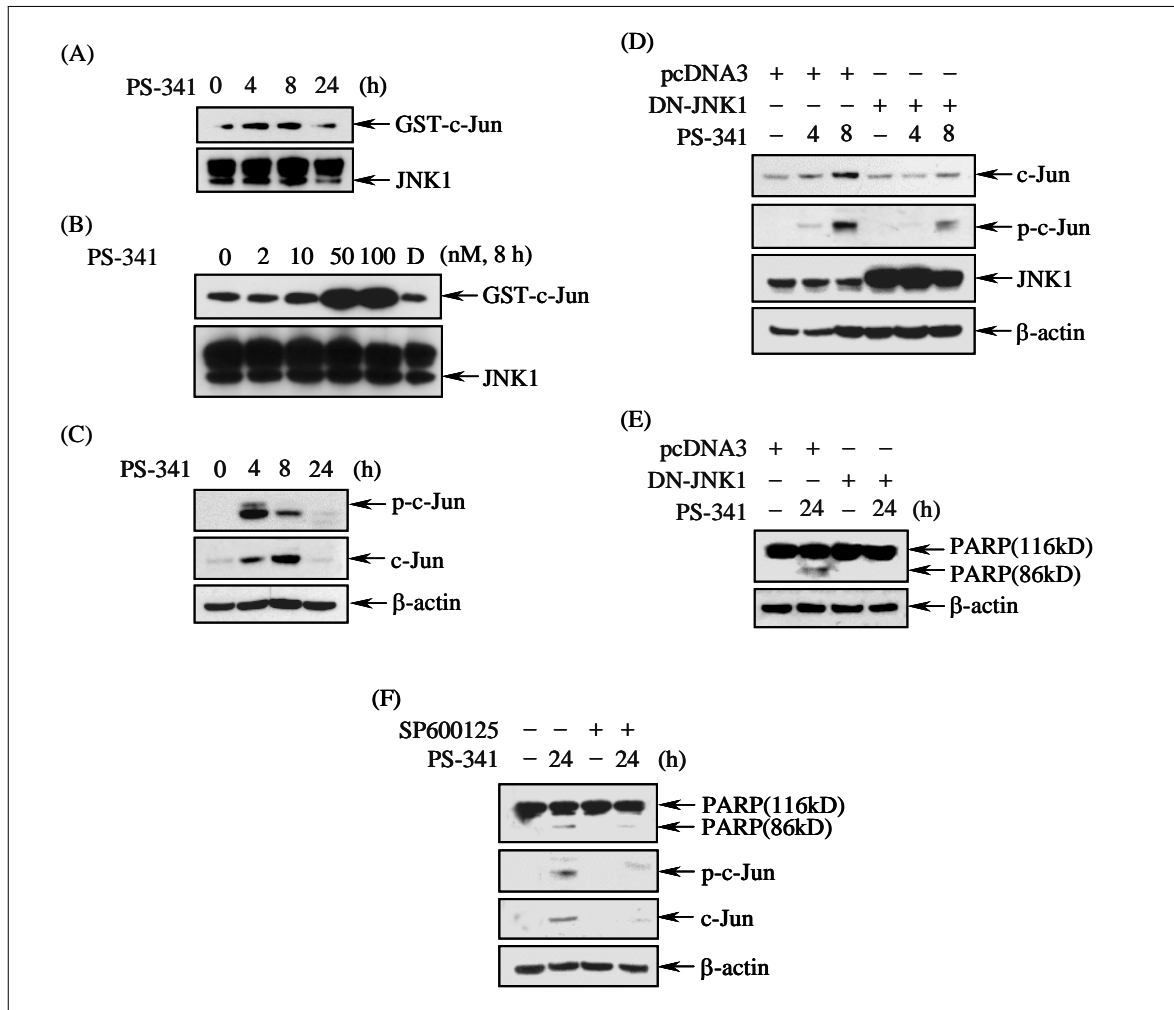 (A)
PS-341 0 4 8 24 (h)
GST-c-Jun
JNK1
(B)
PS-341 0 2 10 50 100 D (nM, 8 h)
GST-c-Jun
JNK1
(C)
PS-341 0 4 8 24 (h)
p-c-Jun
c-Jun
β-actin
(D)
pcDNA3 + + + − − −
DN-JNK1 − − − + + +
PS-341 − 4 8 − 4 8
c-Jun
p-c-Jun
JNK1
β-actin
(E)
pcDNA3 + + − −
DN-JNK1 − − + +
PS-341 − 24 − 24 (h)
PARP(116kD)
PARP(86kD)
β-actin
(F)
SP600125 − − + +
PS-341 − 24 − 24 (h)
PARP(116kD)
PARP(86kD)
p-c-Jun
c-Jun
β-actin